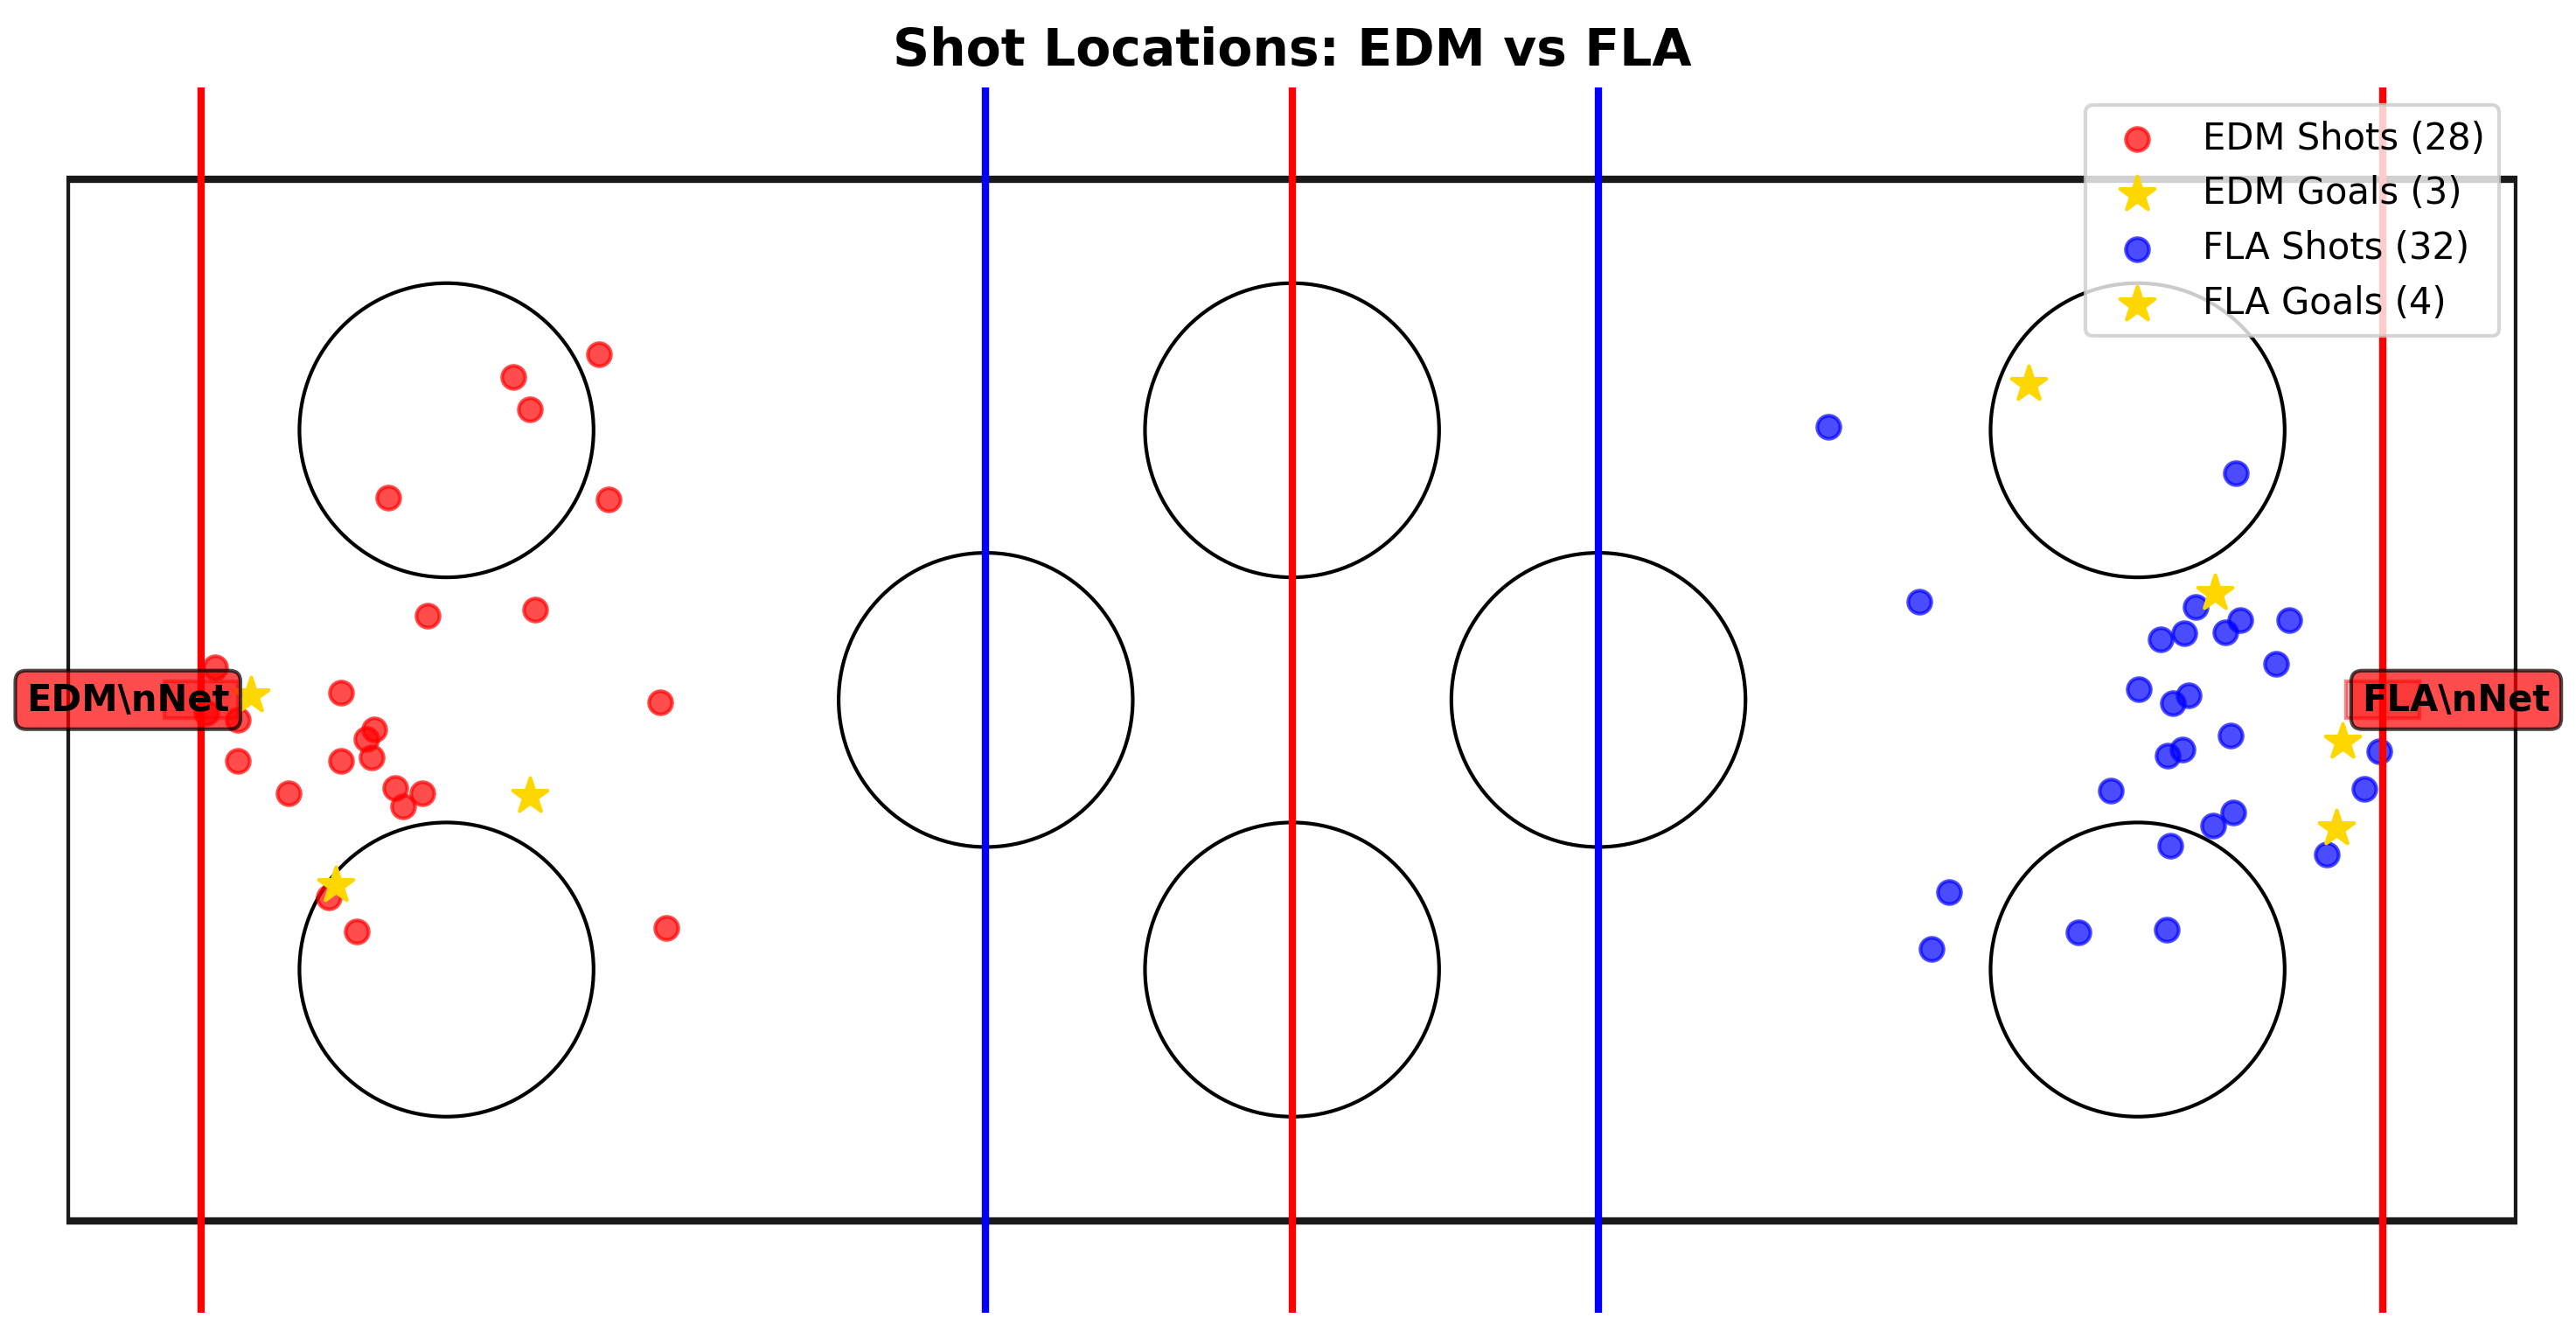 Shot Locations: EDM vs FLA
EDM Shots (28)
EDM Goals (3)
FLA Shots (32)
FLA Goals (4)
EDM\nNet
FLA\nNet